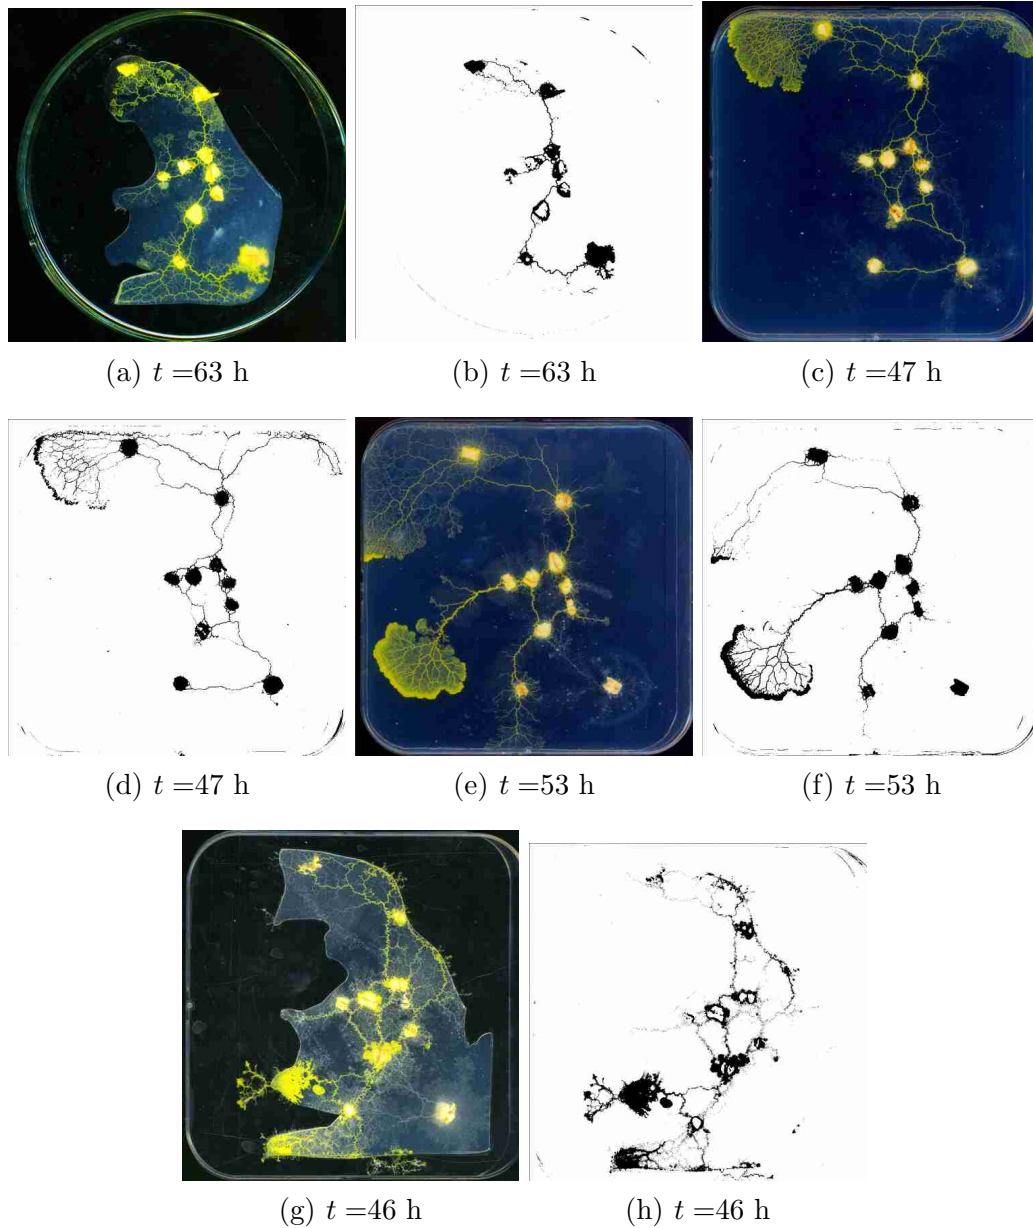 (a) t =63 h
(b) t =63 h
(c) t =47 h
(d) t =47 h
(e) t =53 h
(f) t =53 h
(g) t =46 h
(h) t =46 h